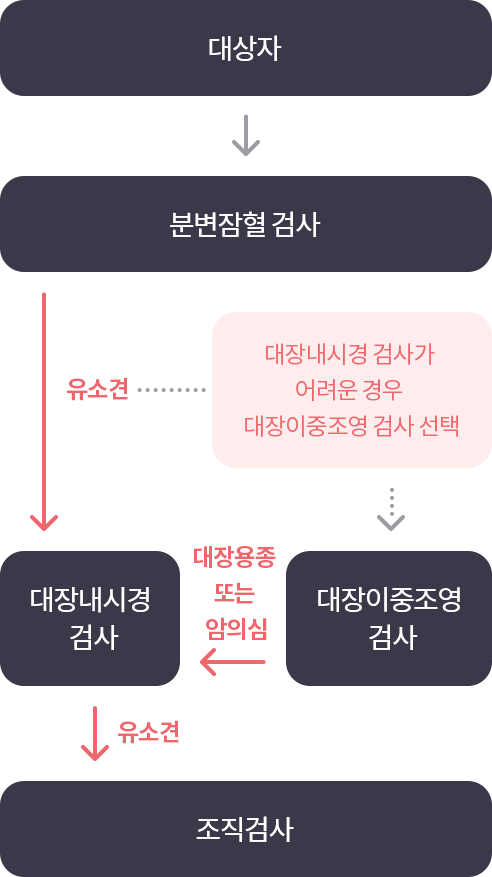 대상자
분변잠혈 검사
유소견
대장내시경 검사가
어려운 경우
대장이중조영 검사 선택
대장내시경
검사
대장용종
또는
암의심
대장이중조영
검사
유소견
조직검사